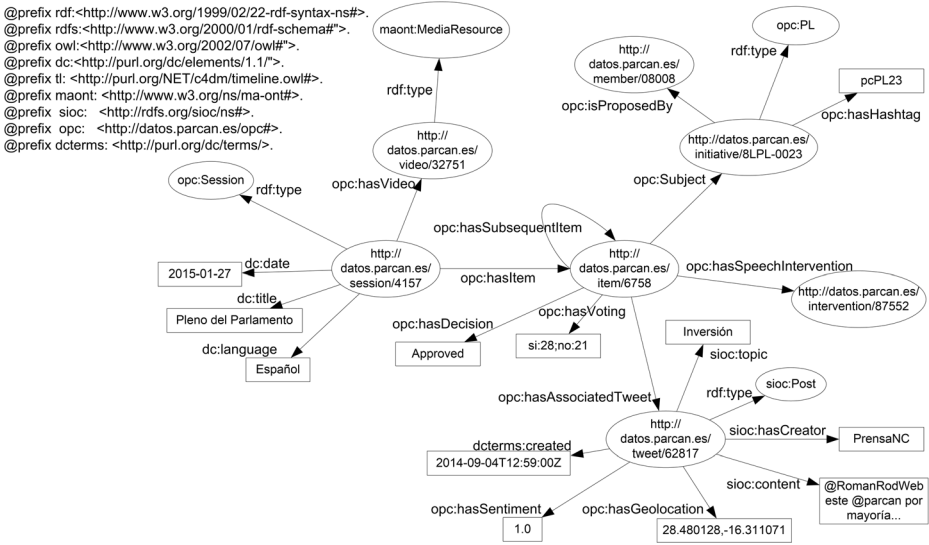 @prefix rdf:<http://www.w3.org/1999/02/22-rdf-syntax-ns#>.
@prefix rdfs:<http://www.w3.org/2000/01/rdf-schema#">.
@prefix owl:<http://www.w3.org/2002/07/owl#">.
@prefix dc:<http://purl.org/dc/elements/1.1/">.
@prefix tl: <http://purl.org/NET/c4dm/timeline.owl#>.
@prefix maont: <http://www.w3.org/ns/ma-ont#>.
@prefix sioc: <http://rdfs.org/sioc/ns#>.
@prefix opc: <http://datos.parcan.es/opc#>.
@prefix dcterms: <http://purl.org/dc/terms/>.
maont:MediaResource
rdf:type
http://
datos.parcan.es/
video/32751
opc:hasVideo
opc:Session
rdf:type
http://
datos.parcan.es/
session/4157
dc:date
2015-01-27
dc:title
Pleno del Parlamento
dc:language
Español
opc:hasItem
opc:PL
rdf:type
http://
datos.parcan.es/
member/08008
opc:isProposedBy
pcPL23
opc:hasHashtag
http://datos.parcan.es/
initiative/8LPL-0023
opc:Subject
opc:hasSubsequentItem
http://
datos.parcan.es/
item/6758
opc:hasSpeechIntervention
http://datos.parcan.es/
intervention/87552
opc:hasDecision
Approved
opc:hasVoting
si:28;no:21
opc:hasAssociatedTweet
Inversión
sioc:topic
rdf:type
sioc:Post
http://
datos.parcan.es/
tweet/62817
sioc:hasCreator
PrensaNC
dcterms:created
2014-09-04T12:59:00Z
sioc:content
@RomanRodWeb
este @parcan por
mayoría...
opc:hasSentiment
1.0
opc:hasGeolocation
28.480128,-16.311071